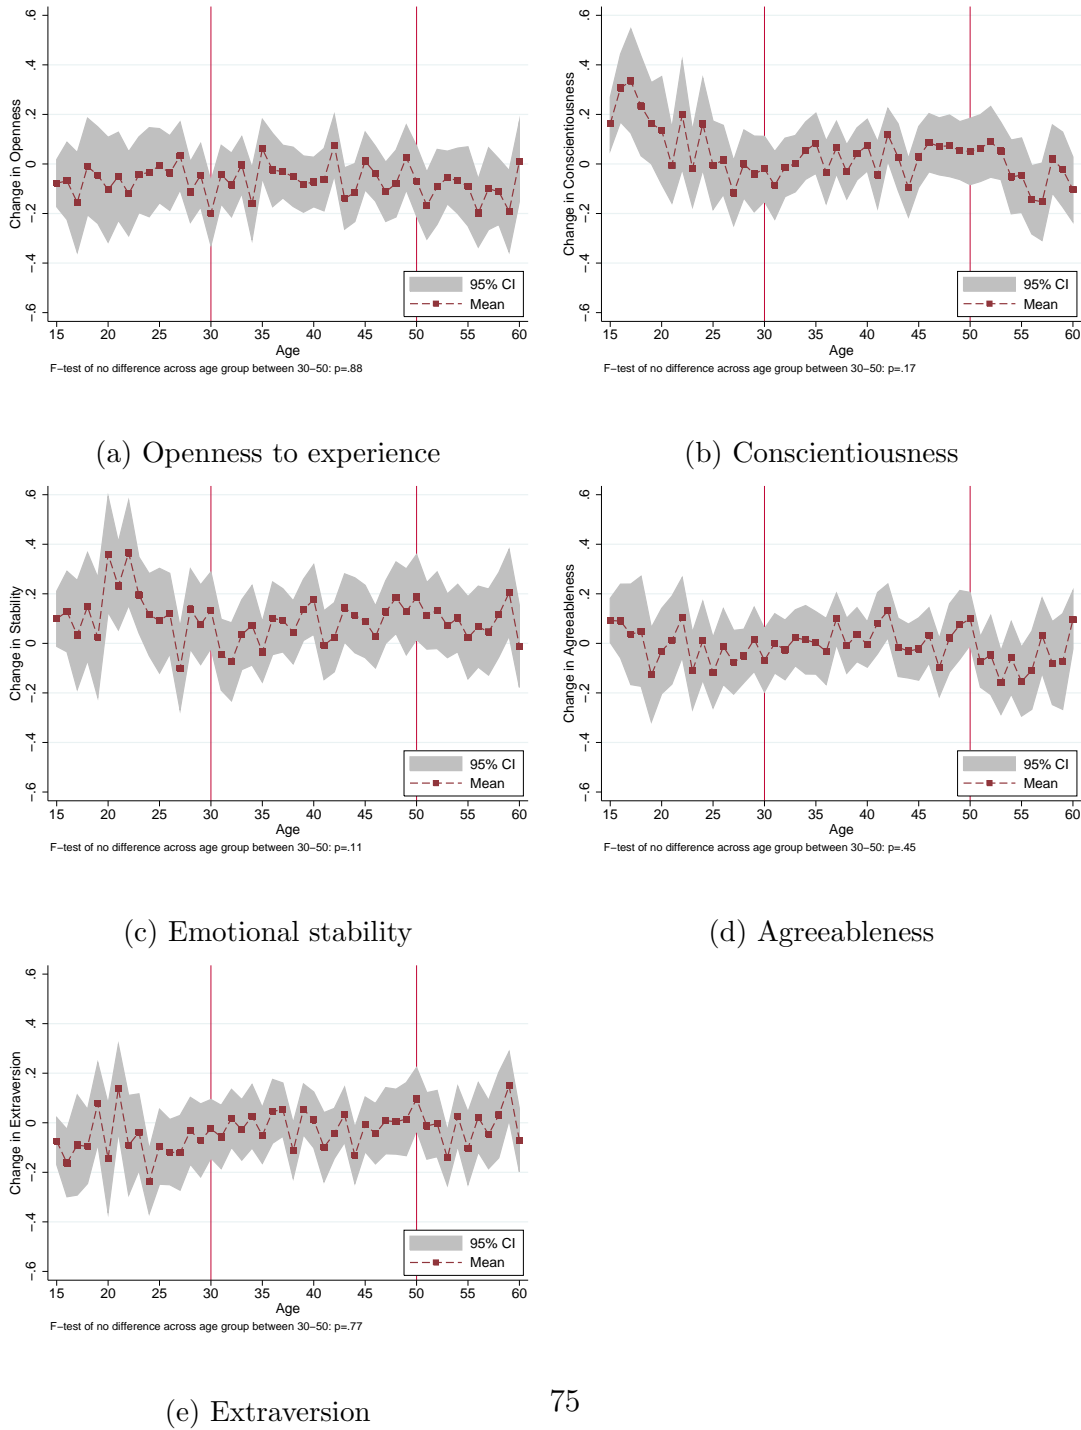 .6
.4
.2
0
-.2
-.4
-.6
Change in Openness
95% CI
Mean
15 20 25 30 35 40 45 50 55 60
Age
F-test of no difference across age group between 30-50: p=.88
(a) Openness to experience
.6
.4
.2
0
-.2
-.4
-.6
Change in Conscientiousness
95% CI
Mean
15 20 25 30 35 40 45 50 55 60
Age
F-test of no difference across age group between 30-50: p=.17
(b) Conscientiousness
.6
.4
.2
0
-.2
-.4
-.6
Change in Stability
95% CI
Mean
15 20 25 30 35 40 45 50 55 60
Age
F-test of no difference across age group between 30-50: p=.11
(c) Emotional stability
.6
.4
.2
0
-.2
-.4
-.6
Change in Agreeableness
95% CI
Mean
15 20 25 30 35 40 45 50 55 60
Age
F-test of no difference across age group between 30-50: p=.45
(d) Agreeableness
.6
.4
.2
0
-.2
-.4
-.6
Change in Extraversion
95% CI
Mean
15 20 25 30 35 40 45 50 55 60
Age
F-test of no difference across age group between 30-50: p=.77
(e) Extraversion
75